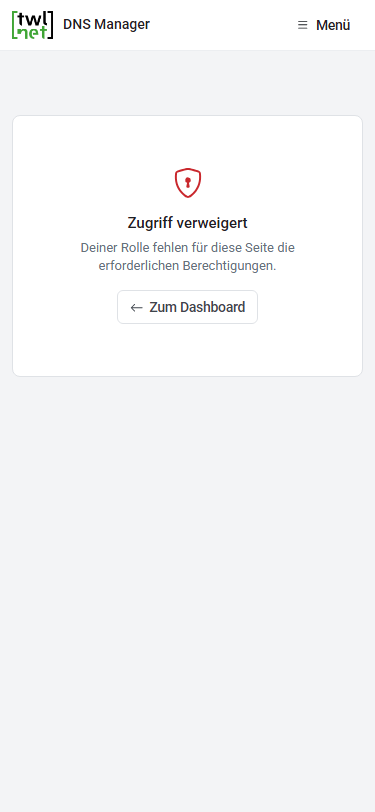 twl
net
DNS Manager
Menü
Zugriff verweigert
Deiner Rolle fehlen für diese Seite die
erforderlichen Berechtigungen.
Zum Dashboard